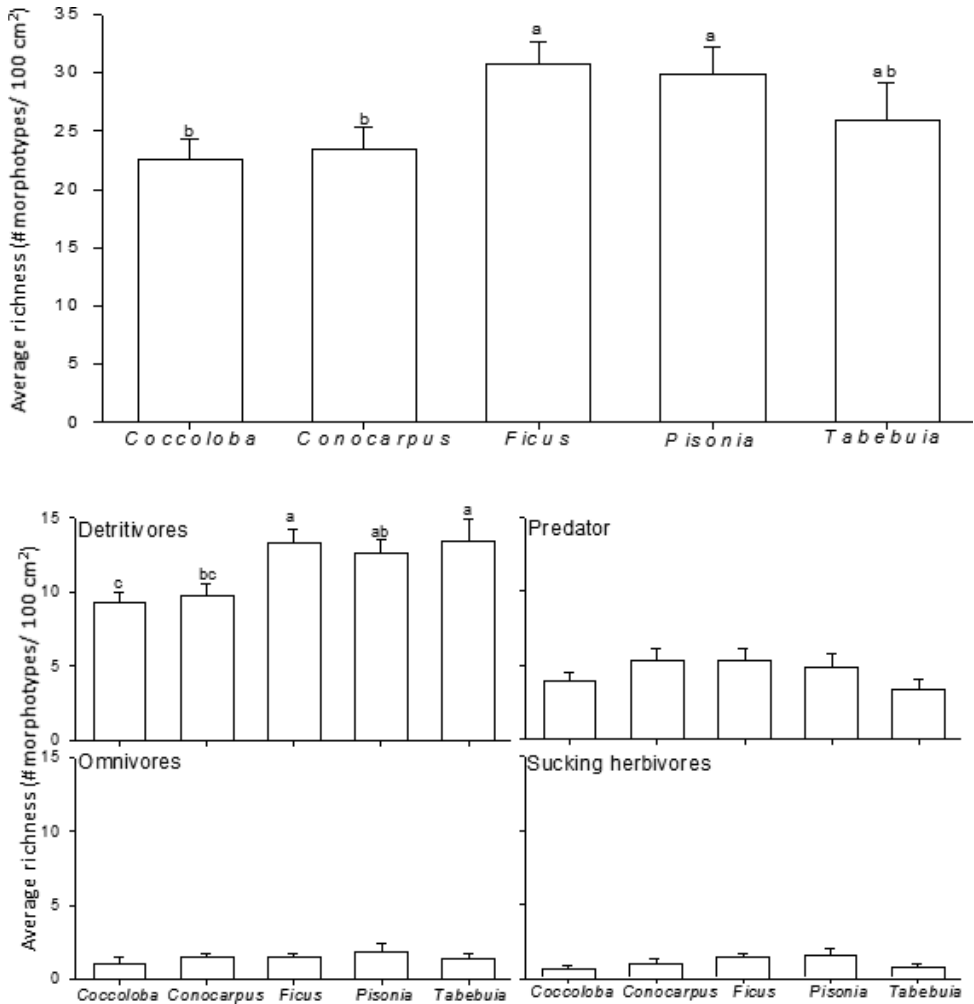 35
30
25
20
15
10
5
0
Average richness (#morphotypes/ 100 cm²)
b
b
a
a
ab
Coccoloba Conocarpus Ficus Pisonia Tabebuia
Average richness (#morphotypes/ 100 cm²)
15
10
5
0
Detritivores
c
bc
a
ab
a
Predator
15
10
5
0
Omnivores
Sucking herbivores
Coccoloba Conocarpus Ficus Pisonia Tabebuia
Coccoloba Conocarpus Ficus Pisonia Tabebuia